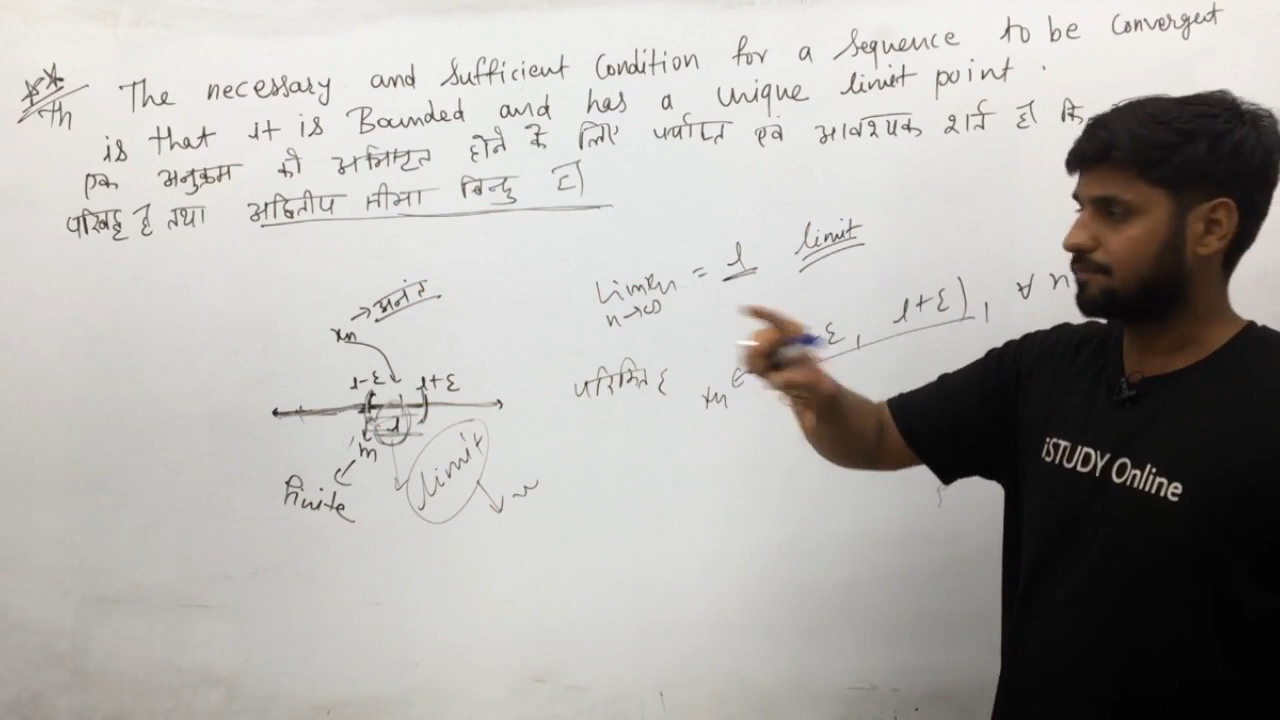 ** Th The necessary and sufficient Condition for a sequence to be convergent
is that it is Bounded and has a unique limit point.
एक अनुक्रम को अभिसृत होने के लिए पर्याप्त एवं आवश्यक शर्त है कि
परिबद्ध है तथा अद्वितीय सीमा बिन्दु है।
lim xn = l limit
n→∞
→ अनंत
xn
l-ε l+ε
l
m
finite
limit
परिमित ε xn ε, l+ε), ∀ n
iSTUDY Online